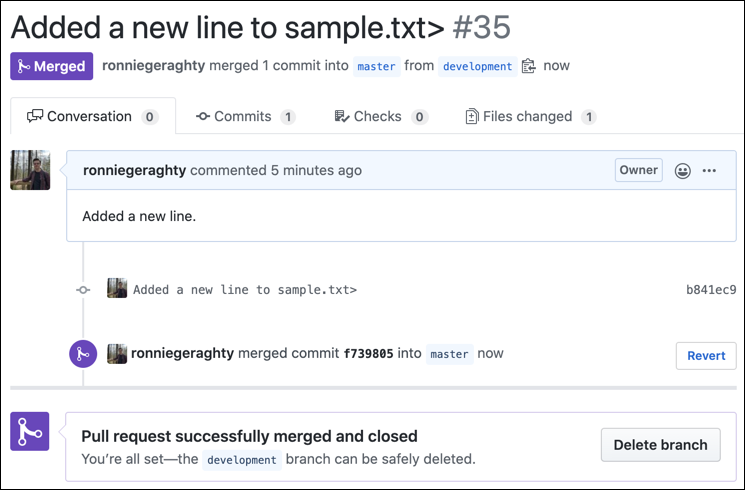 Added a new line to sample.txt> #35
Merged ronniegeraghty merged 1 commit into master from development now
Conversation 0 Commits 1 Checks 0 Files changed 1
ronniegeraghty commented 5 minutes ago Owner
Added a new line.
Added a new line to sample.txt> b841ec9
ronniegeraghty merged commit f739805 into master now Revert
Pull request successfully merged and closed
You’re all set—the development branch can be safely deleted.
Delete branch